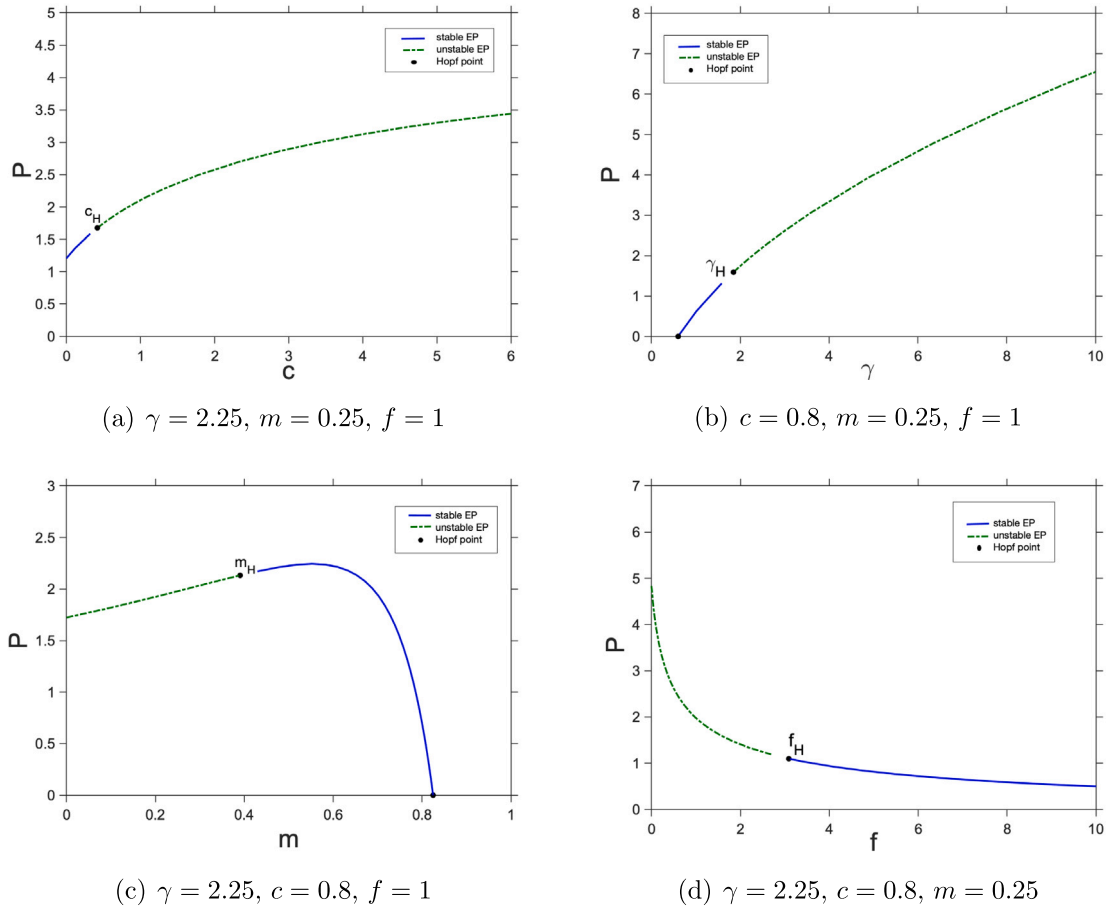 5
4.5
4
3.5
3
2.5
2
1.5
1
0.5
0
P
stable EP
unstable EP
Hopf point
c_H
0 1 2 3 4 5 6
c
(a) γ = 2.25, m = 0.25, f = 1
8
7
6
5
4
3
2
1
0
P
stable EP
unstable EP
Hopf point
γ_H
0 2 4 6 8 10
γ
(b) c = 0.8, m = 0.25, f = 1
3
2.5
2
1.5
1
0.5
0
P
stable EP
unstable EP
Hopf point
m_H
0 0.2 0.4 0.6 0.8 1
m
(c) γ = 2.25, c = 0.8, f = 1
7
6
5
4
3
2
1
0
P
stable EP
unstable EP
Hopf point
f_H
0 2 4 6 8 10
f
(d) γ = 2.25, c = 0.8, m = 0.25